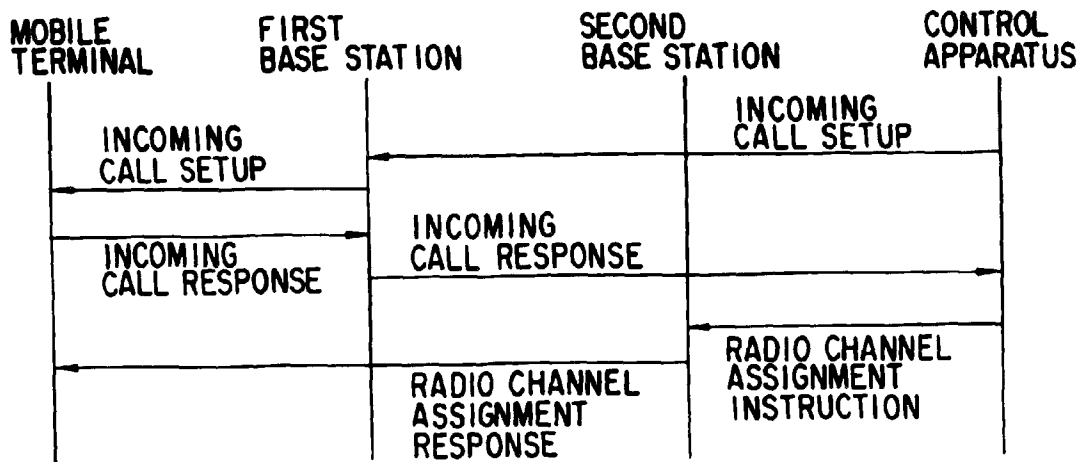 MOBILE
TERMINAL
FIRST
BASE STATION
SECOND
BASE STATION
CONTROL
APPARATUS
INCOMING
CALL SETUP
INCOMING
CALL SETUP
INCOMING
CALL RESPONSE
INCOMING
CALL RESPONSE
RADIO CHANNEL
ASSIGNMENT
INSTRUCTION
RADIO CHANNEL
ASSIGNMENT
RESPONSE